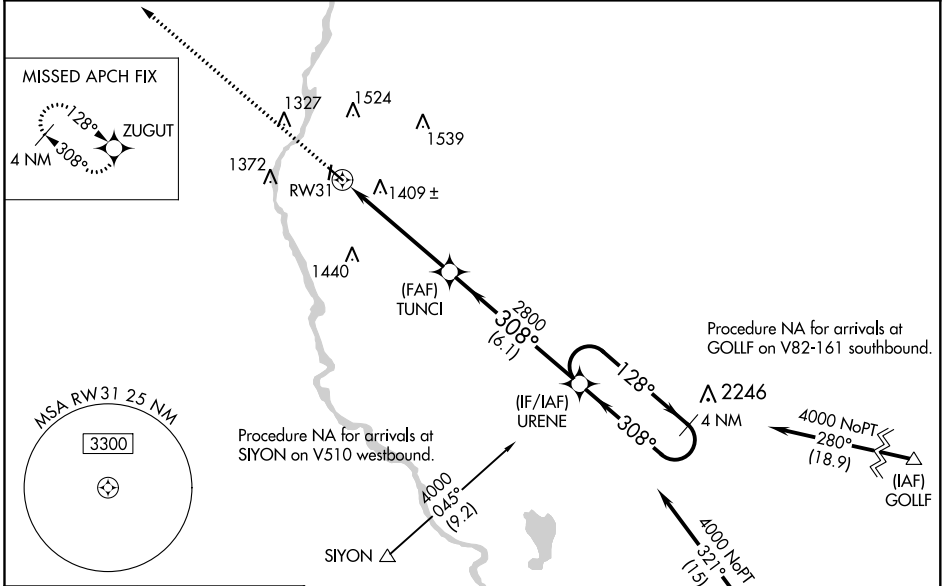 MISSED APCH FIX
128°
ZUGUT
4 NM
308°
1327
1524
1539
1372
RW31
1409 ±
1440
(FAF)
TUNCI
2800
308°
(6.1)
Procedure NA for arrivals at
GOLLF on V82-161 southbound.
128°
2246
(IF/IAF)
URENE
308°
4 NM
MSA RW31 25 NM
3300
Procedure NA for arrivals at
SIYON on V510 westbound.
4000 NoPT
280°
(18.9)
(IAF)
GOLLF
4000
045°
(9.2)
SIYON
4000 NoPT
321°
(15)